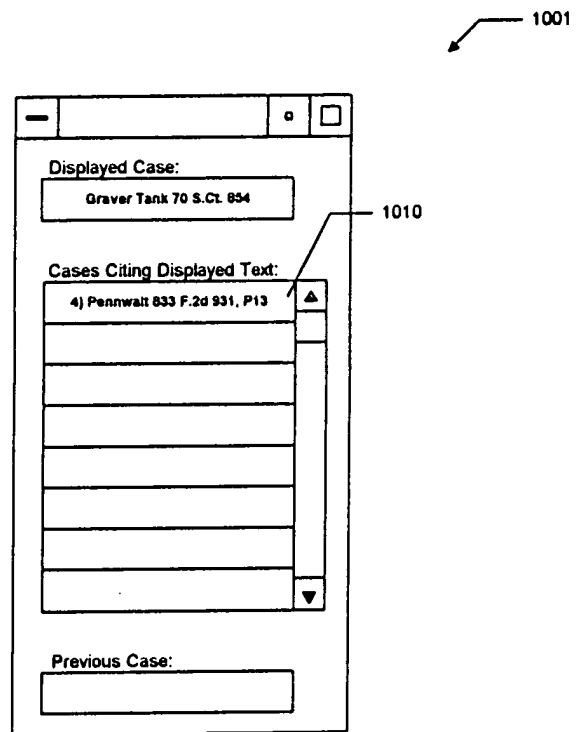 1001
Displayed Case:
Graver Tank 70 S.Ct. 854
1010
Cases Citing Displayed Text:
4) Pennwalt 833 F.2d 931, P13
Previous Case: